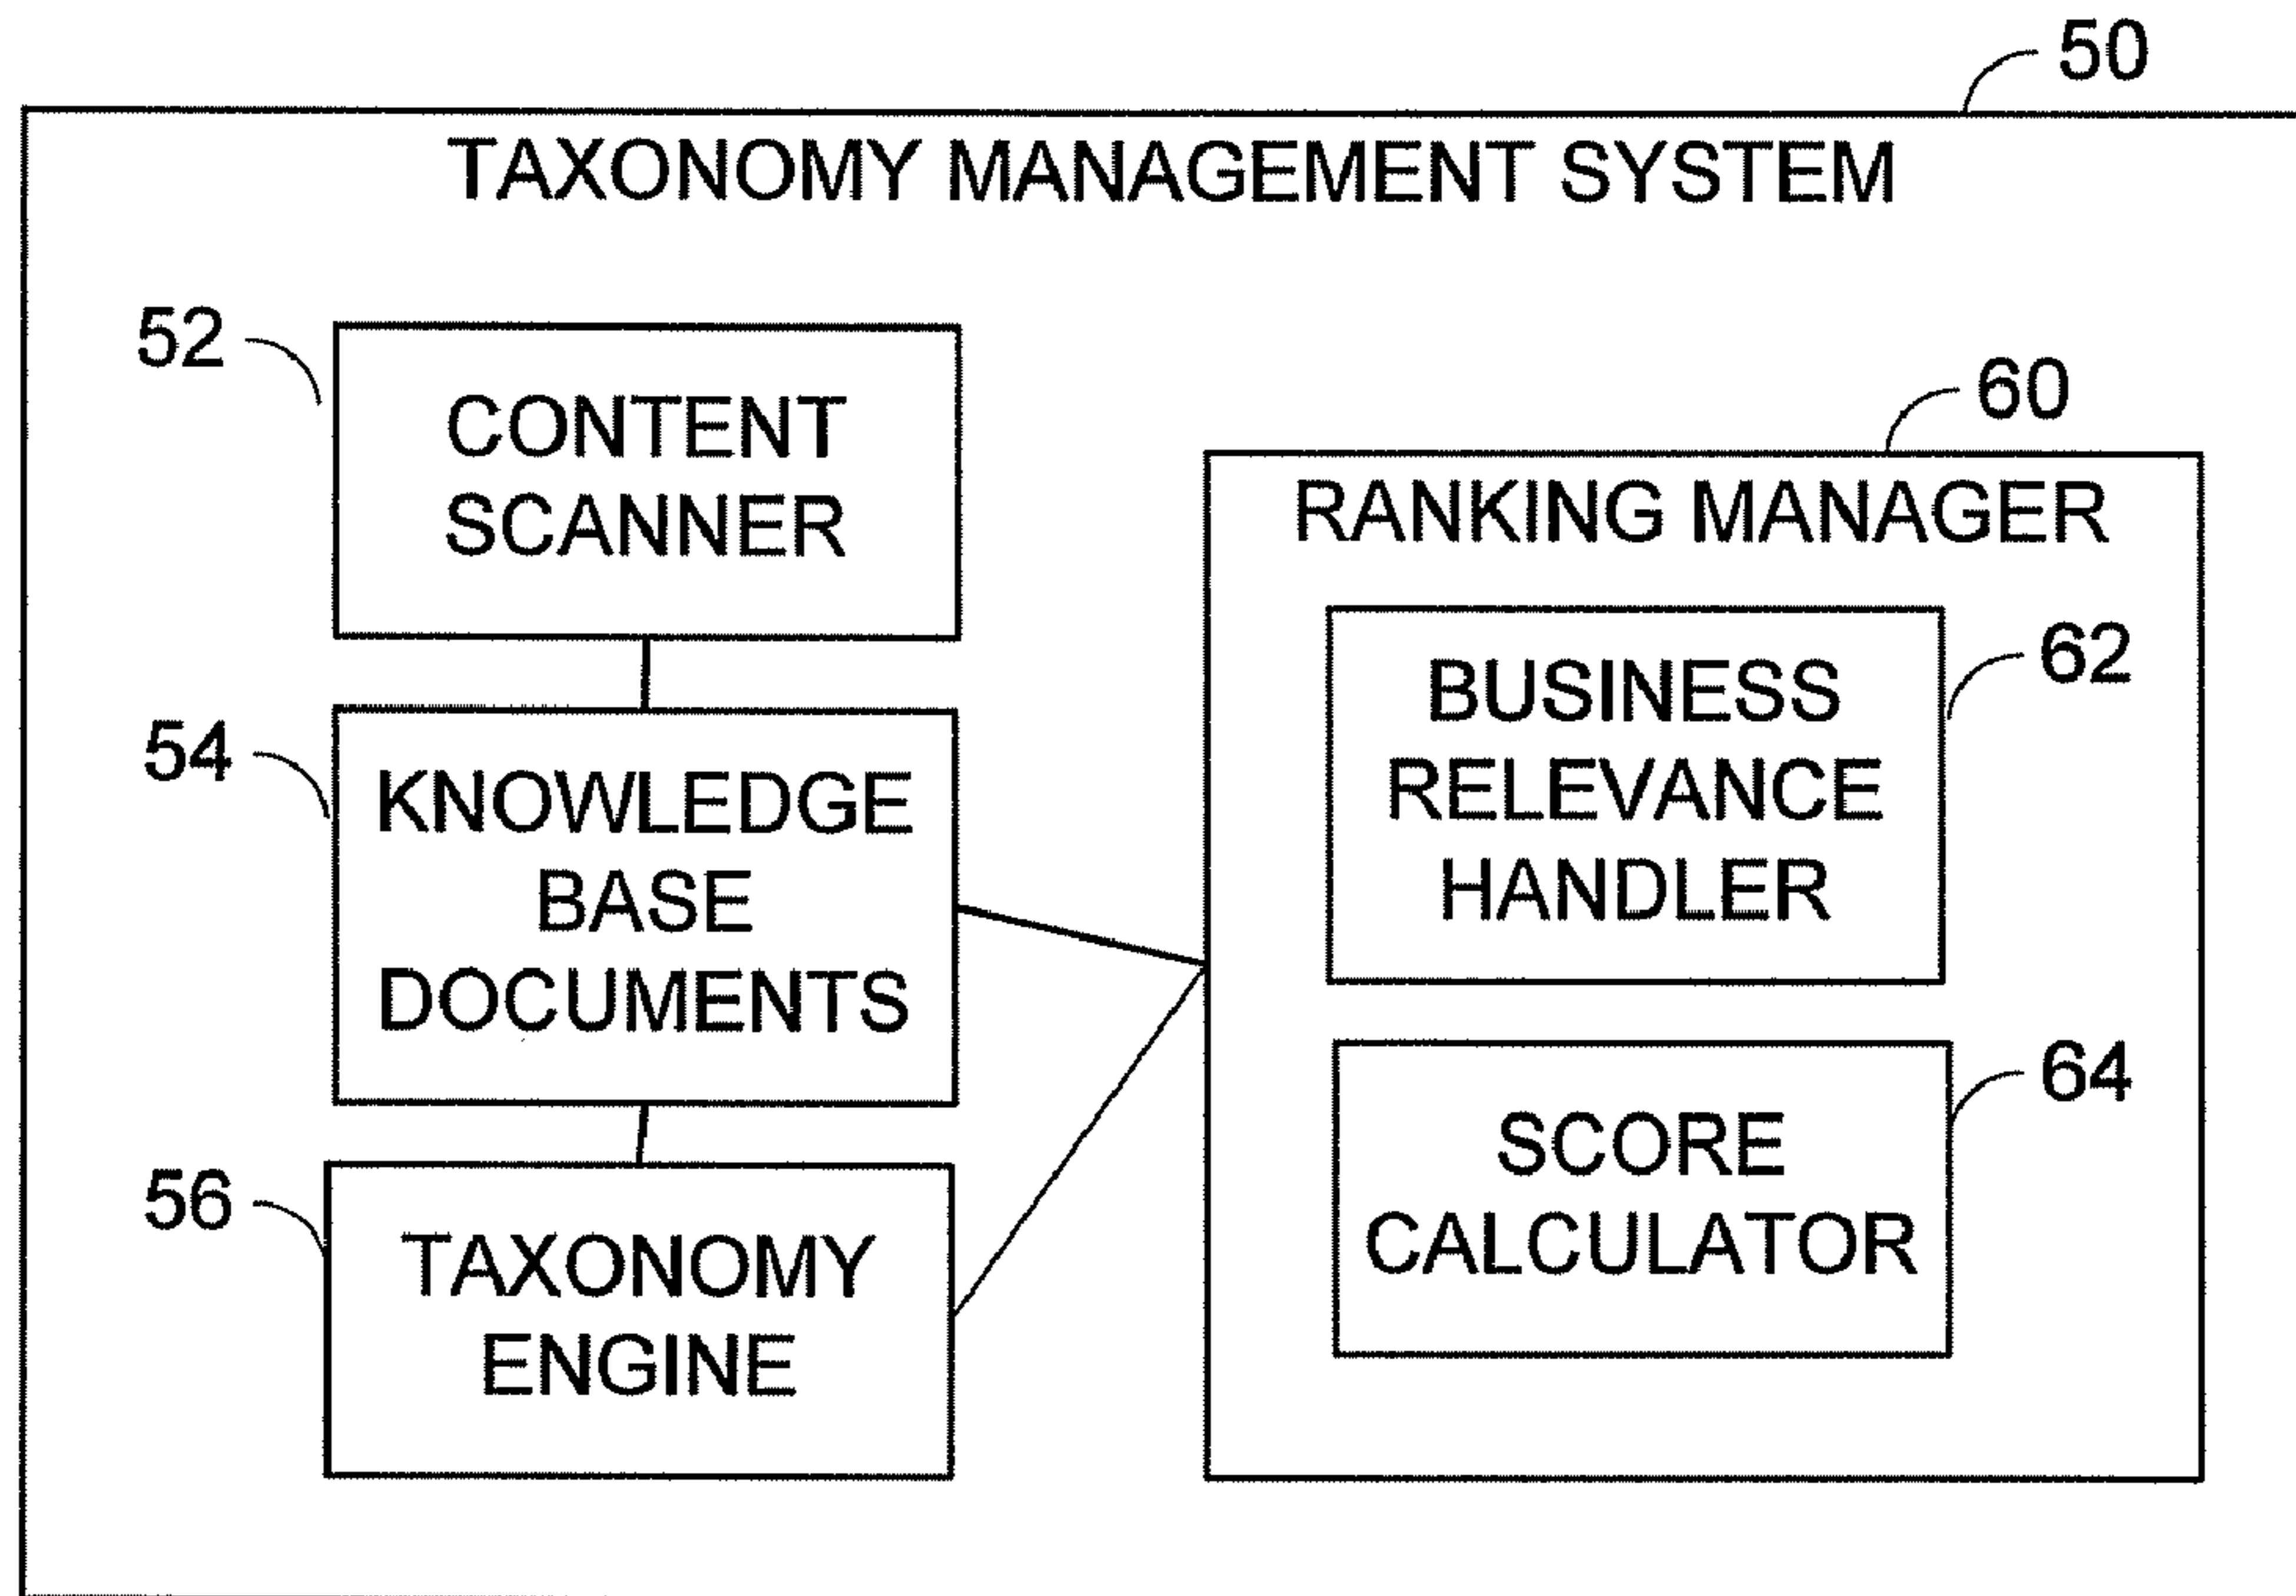 50
TAXONOMY MANAGEMENT SYSTEM
52
CONTENT
SCANNER
54
KNOWLEDGE
BASE
DOCUMENTS
56
TAXONOMY
ENGINE
60
RANKING MANAGER
62
BUSINESS
RELEVANCE
HANDLER
64
SCORE
CALCULATOR